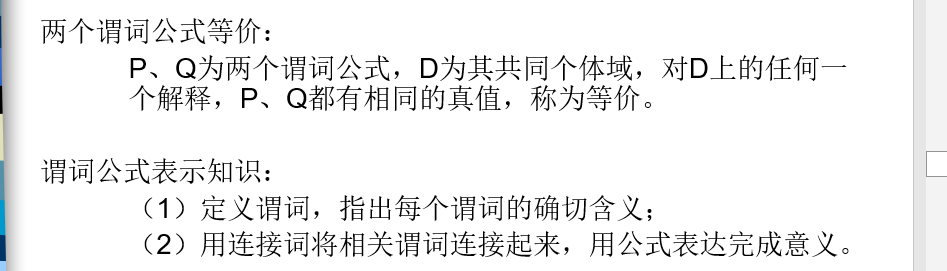 两个谓词公式等价：
P、Q为两个谓词公式，D为其共同个体域，对D上的任何一
个解释，P、Q都有相同的真值，称为等价。
谓词公式表示知识：
（1）定义谓词，指出每个谓词的确切含义；
（2）用连接词将相关谓词连接起来，用公式表达完成意义。